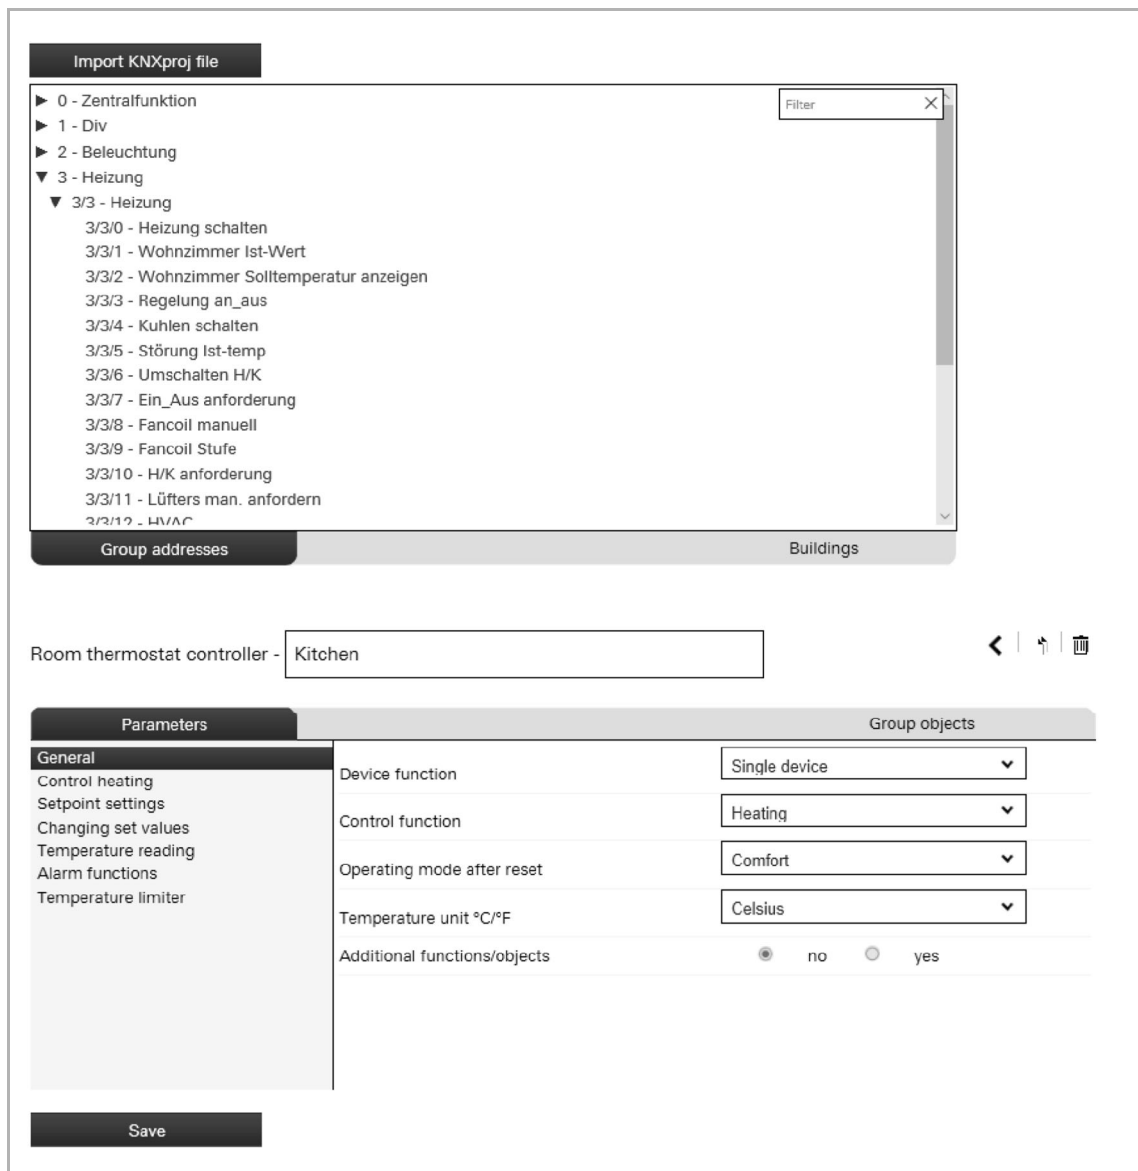 Import KNXproj file
0 - Zentralfunktion
Filter
1 - Div
2 - Beleuchtung
3 - Heizung
3/3 - Heizung
3/3/0 - Heizung schalten
3/3/1 - Wohnzimmer Ist-Wert
3/3/2 - Wohnzimmer Solltemperatur anzeigen
3/3/3 - Regelung an_aus
3/3/4 - Kuhlen schalten
3/3/5 - Störung Ist-temp
3/3/6 - Umschalten H/K
3/3/7 - Ein_Aus anforderung
3/3/8 - Fancoil manuell
3/3/9 - Fancoil Stufe
3/3/10 - H/K anforderung
3/3/11 - Lüfters man. anfordern
3/3/12 - HVAC
Group addresses
Buildings
Room thermostat controller - Kitchen
Parameters
Group objects
General
Control heating
Setpoint settings
Changing set values
Temperature reading
Alarm functions
Temperature limiter
Device function Single device
Control function Heating
Operating mode after reset Comfort
Temperature unit °C/°F Celsius
Additional functions/objects no yes
Save